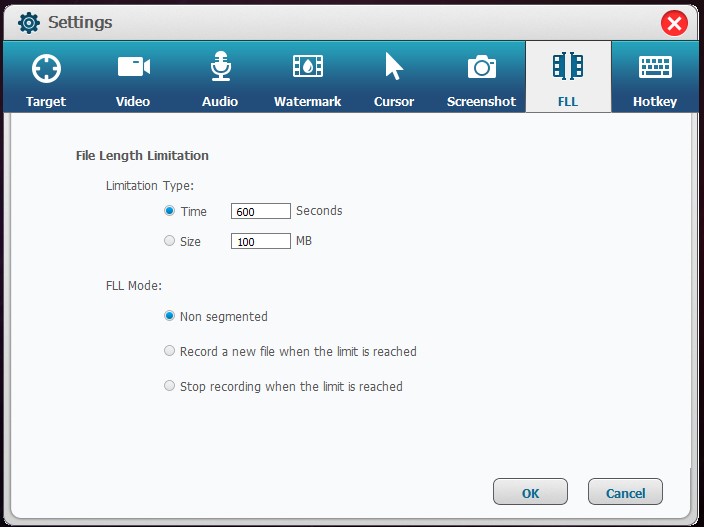 Settings
Target Video Audio Watermark Cursor Screenshot FLL Hotkey
File Length Limitation
Limitation Type:
Time 600 Seconds
Size 100 MB
FLL Mode:
Non segmented
Record a new file when the limit is reached
Stop recording when the limit is reached
OK Cancel